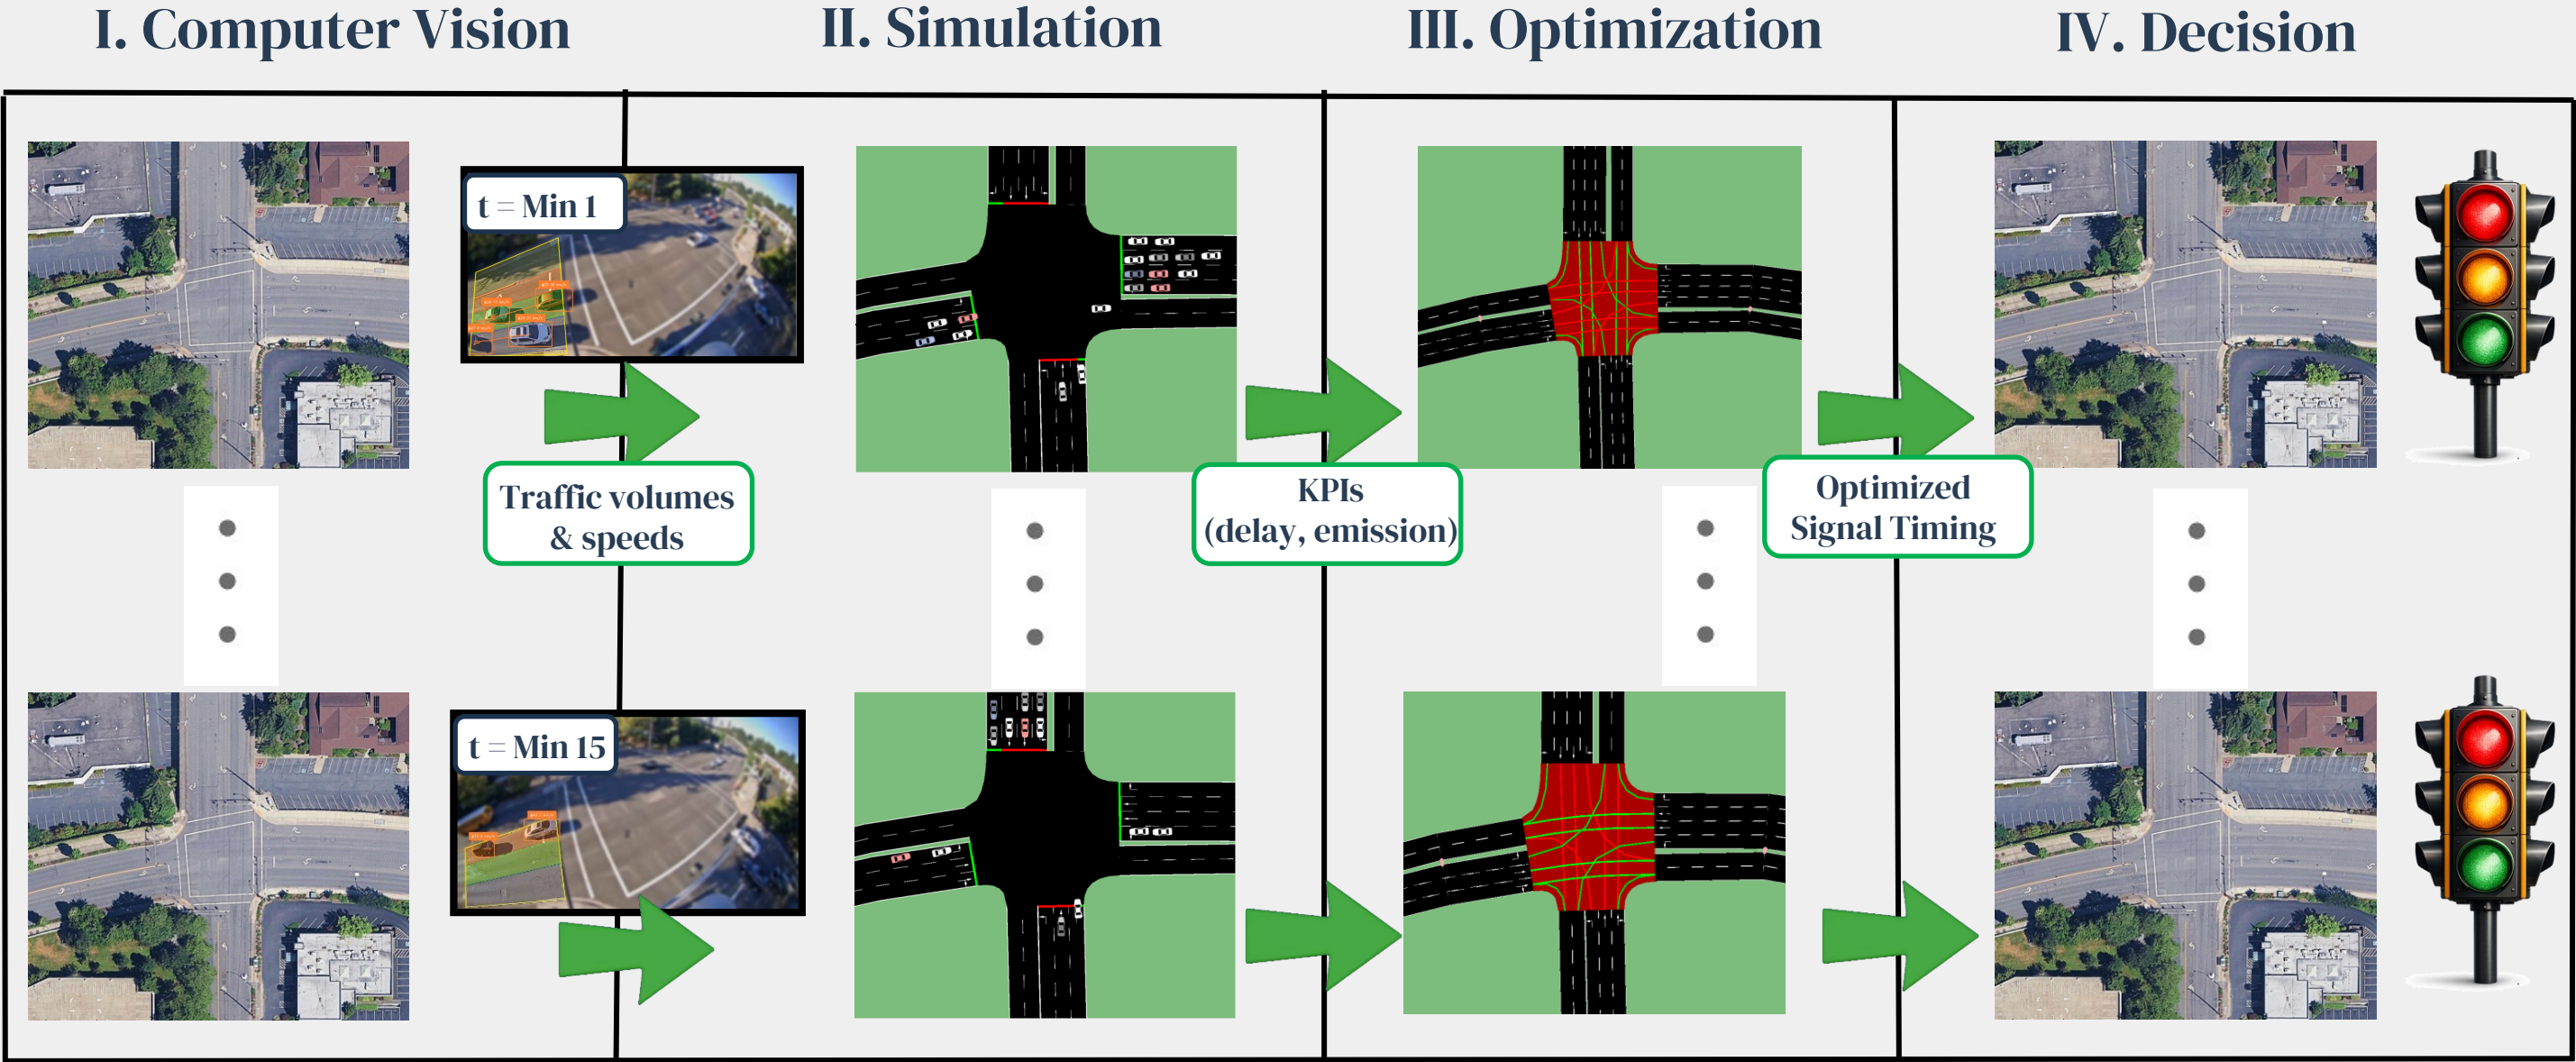 I. Computer Vision
II. Simulation
III. Optimization
IV. Decision
t = Min 1
Traffic volumes
& speeds
KPIs
(delay, emission)
Optimized
Signal Timing
t = Min 15